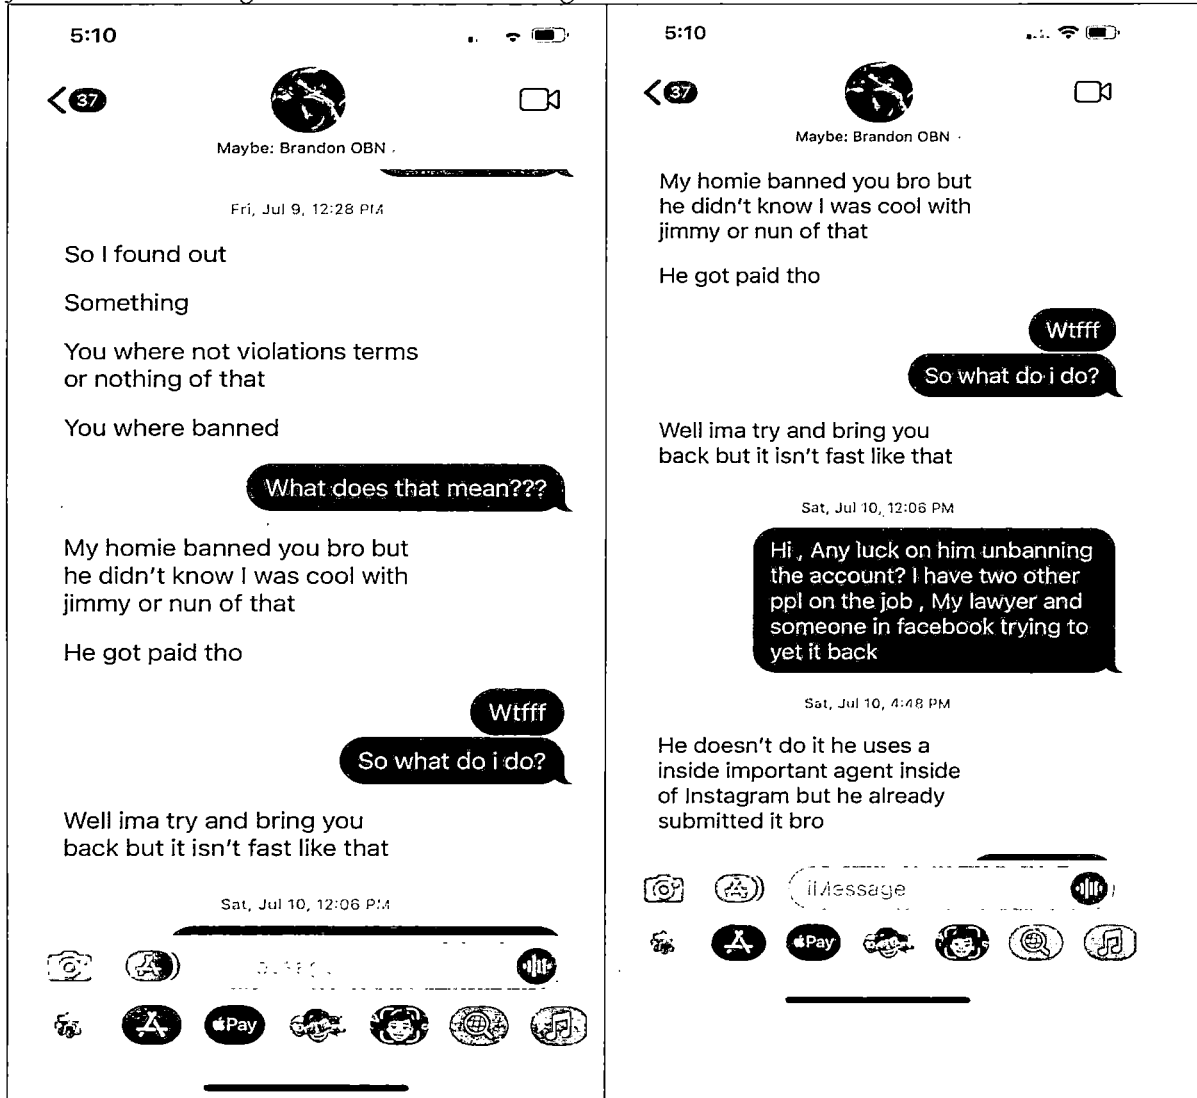 5:10
37
Maybe: Brandon OBN
Fri, Jul 9, 12:28 PM
So I found out
Something
You where not violations terms
or nothing of that
You where banned
What does that mean???
My homie banned you bro but
he didn't know I was cool with
jimmy or nun of that
He got paid tho
Wtfff
So what do i do?
Well ima try and bring you
back but it isn't fast like that
Sat, Jul 10, 12:06 PM
Pay
5:10
37
Maybe: Brandon OBN
My homie banned you bro but
he didn't know I was cool with
jimmy or nun of that
He got paid tho
Wtfff
So what do i do?
Well ima try and bring you
back but it isn't fast like that
Sat, Jul 10, 12:06 PM
Hi , Any luck on him unbanning
the account? I have two other
ppl on the job , My lawyer and
someone in facebook trying to
yet it back
Sat, Jul 10, 4:48 PM
He doesn't do it he uses a
inside important agent inside
of Instagram but he already
submitted it bro
iMessage
Pay